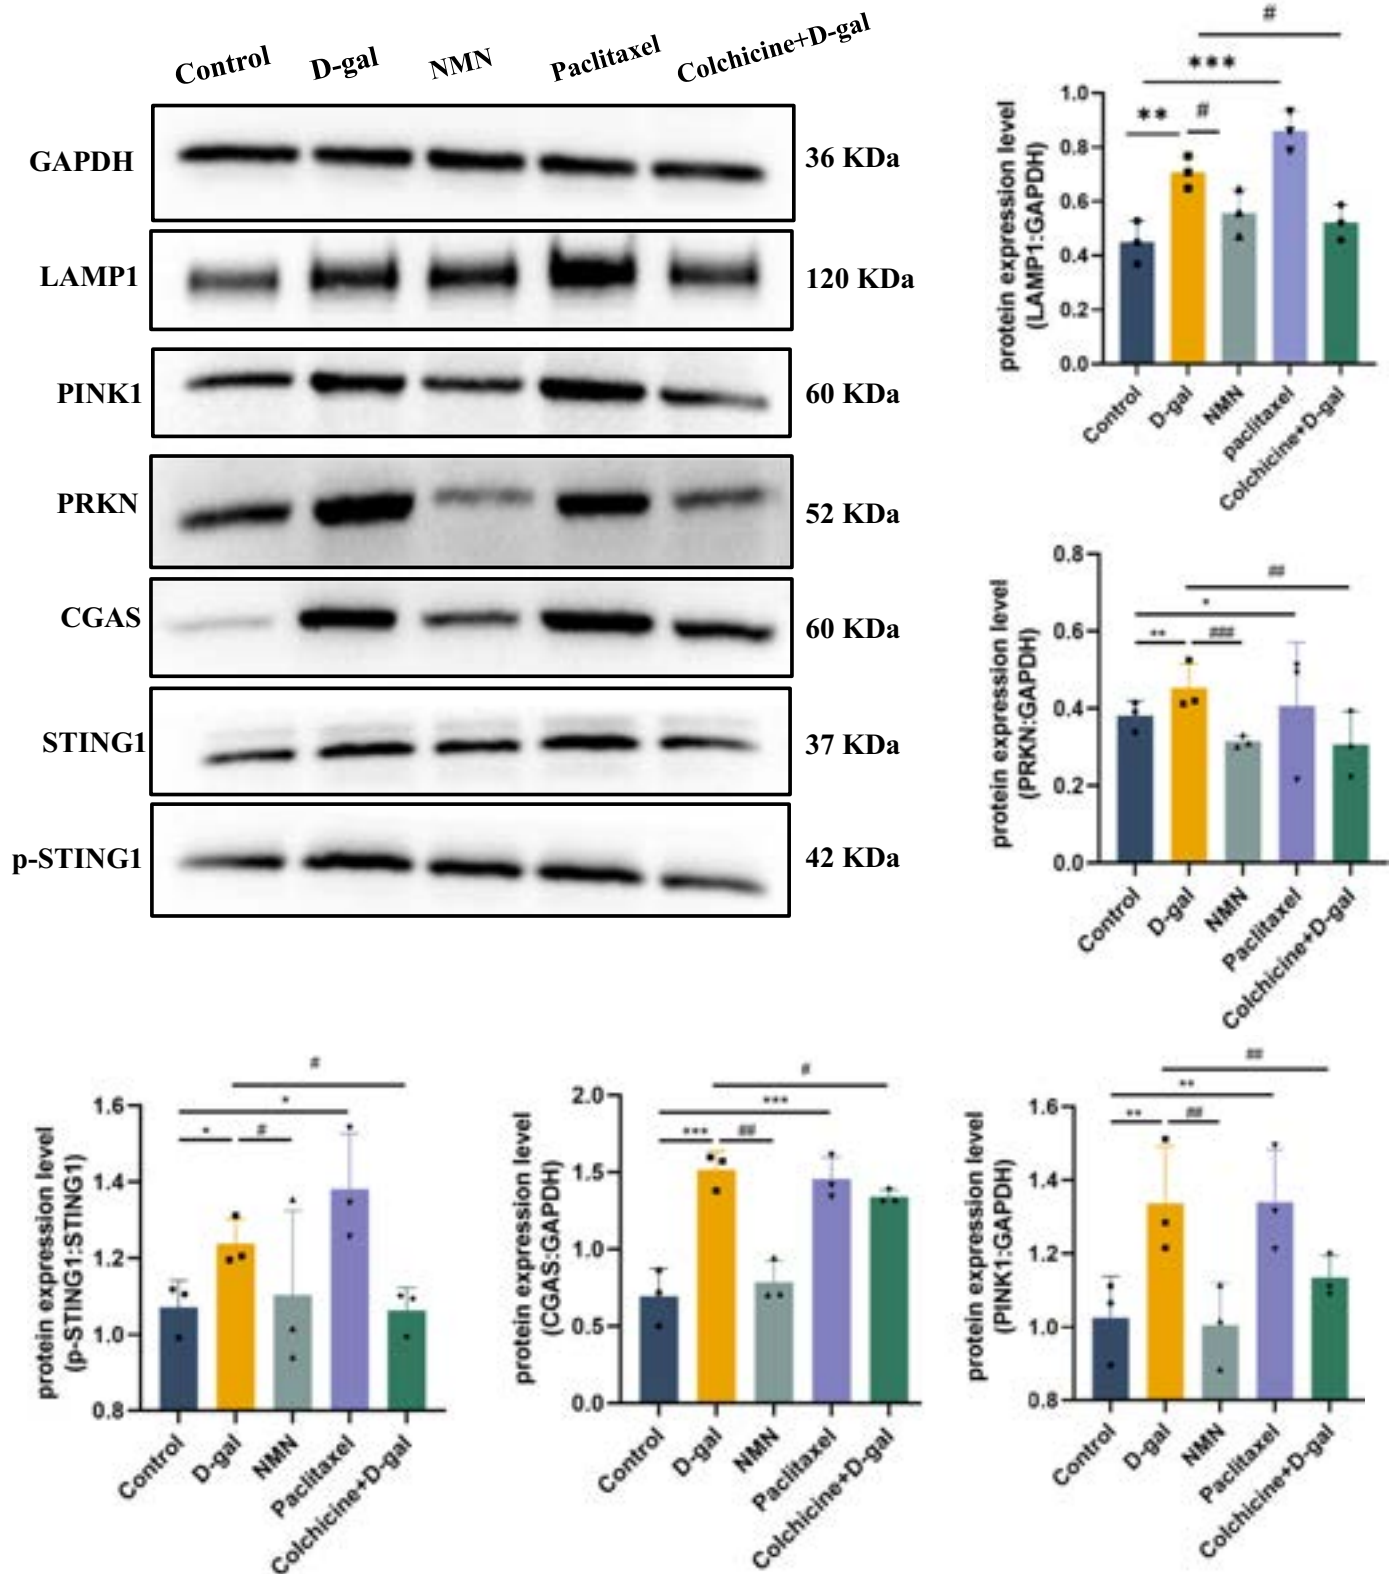 Control D-gal NMN Paclitaxel Colchicine+D-gal
GAPDH 36 KDa
LAMP1 120 KDa
PINK1 60 KDa
PRKN 52 KDa
CGAS 60 KDa
STING1 37 KDa
p-STING1 42 KDa
#
***
** #
protein expression level
(LAMP1:GAPDH)
1.0
0.8
0.6
0.4
0.2
0.0
Control D-gal NMN paclitaxel Colchicine+D-gal
##
*
** ###
protein expression level
(PRKN:GAPDH)
0.8
0.6
0.4
0.2
0.0
Control D-gal NMN Paclitaxel Colchicine+D-gal
#
*
* #
protein expression level
(p-STING1:STING1)
1.6
1.4
1.2
1.0
0.8
Control D-gal NMN Paclitaxel Colchicine+D-gal
#
***
*** ##
protein expression level
(CGAS:GAPDH)
2.0
1.5
1.0
0.5
0.0
Control D-gal NMN Paclitaxel Colchicine+D-gal
##
**
** ##
protein expression level
(PINK1:GAPDH)
1.6
1.4
1.2
1.0
0.8
Control D-gal NMN Paclitaxel Colchicine+D-gal